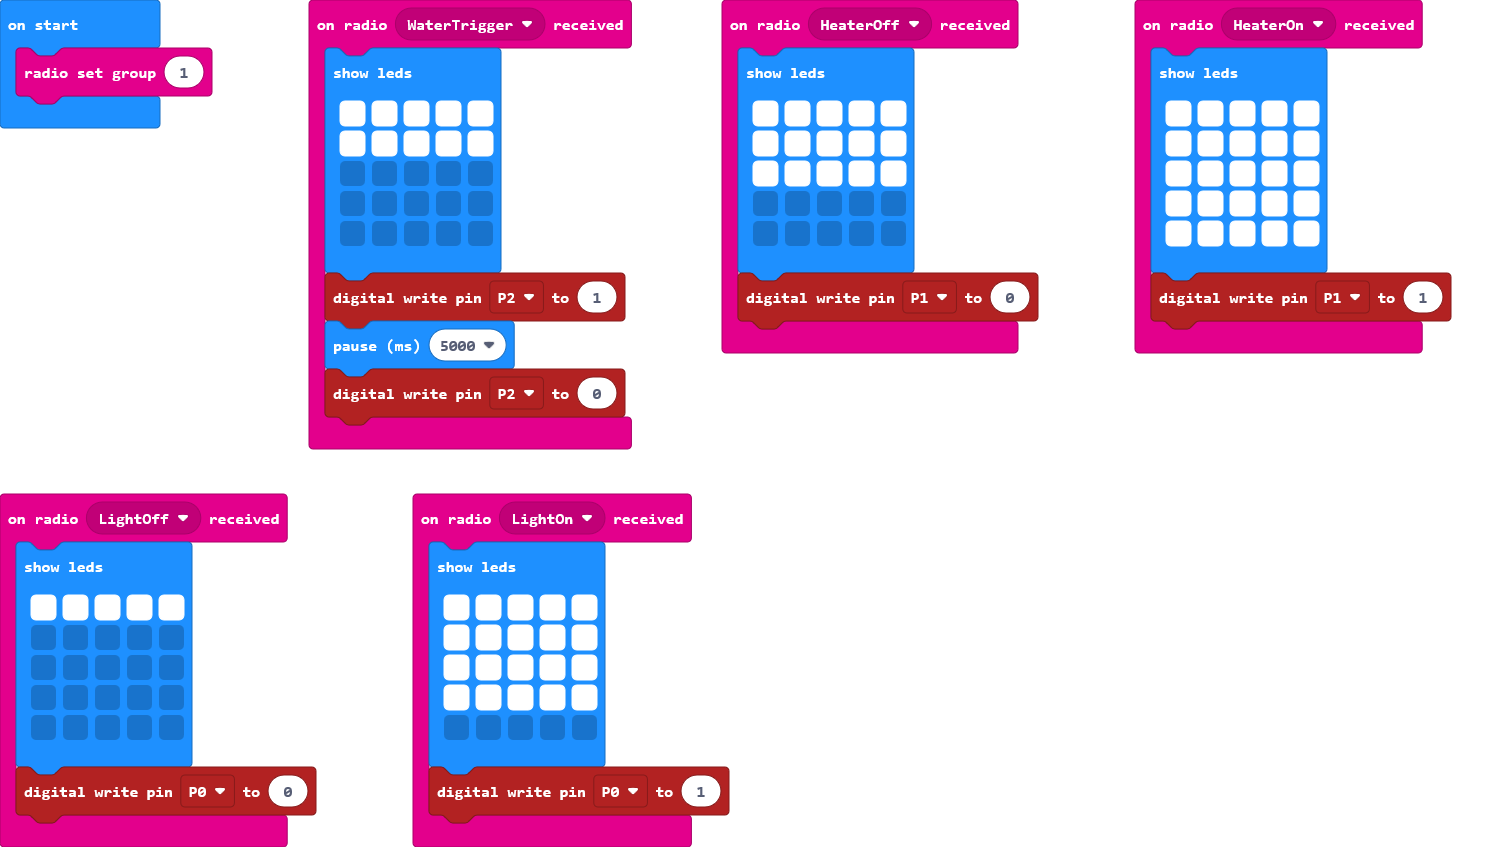 on start
radio set group 1
on radio WaterTrigger received
show leds
digital write pin P2 to 1
pause (ms) 5000
digital write pin P2 to 0
on radio HeaterOff received
show leds
digital write pin P1 to 0
on radio HeaterOn received
show leds
digital write pin P1 to 1
on radio LightOff received
show leds
digital write pin P0 to 0
on radio LightOn received
show leds
digital write pin P0 to 1